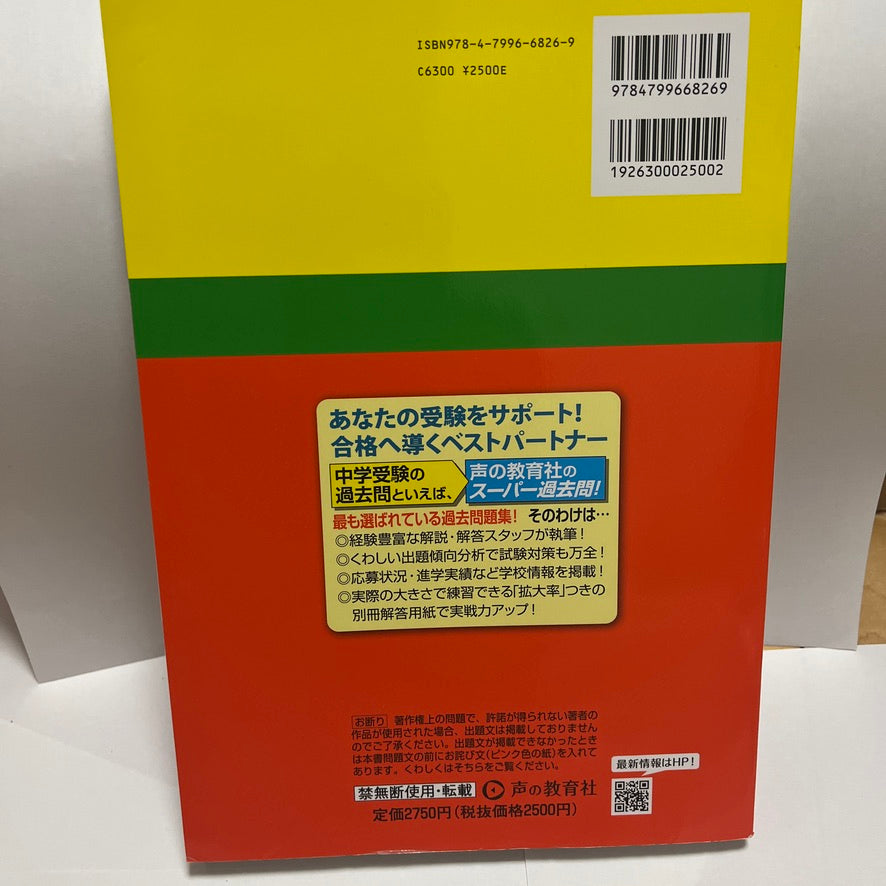 ISBN978-4-7996-6826-9
C6300 ¥2500E
9784799668269
1926300025002
あなたの受験をサポート!
合格へ導くベストパートナー
中学受験の
過去問といえば、
声の教育社の
スーパー過去問!
最も選ばれている過去問題集! そのわけは…
◎経験豊富な解説・解答スタッフが執筆!
◎くわしい出題傾向分析で試験対策も万全!
◎応募状況・進学実績など学校情報を掲載!
◎実際の大きさで練習できる「拡大率」つきの
別冊解答用紙で実戦力アップ!
お断り 著作権上の問題で、許諾が得られない著者の
作品が使用された場合、出題文は掲載しておりません
のでご了承ください。出題文が掲載できなかったとき
は本書問題文の前にお詫び文(ピンク色の紙)を入れて
あります。くわしくはそちらをご覧ください。
最新情報はHP!
禁無断使用・転載 声の教育社
定価2750円(税抜価格2500円)